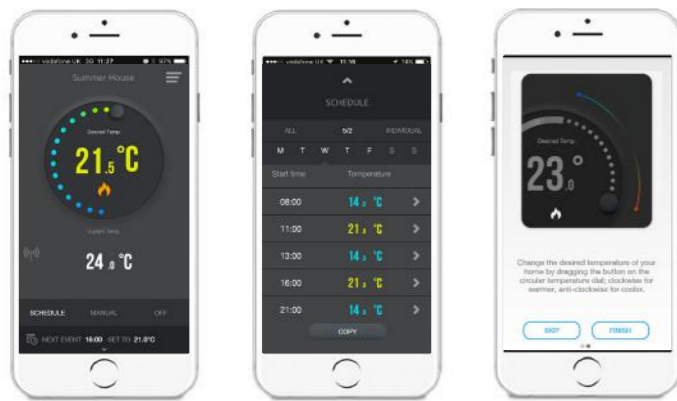 vodafone UK 3G 11:27 97%
Summer House
Desired Temp.
21.5 °C
Current Temp.
24.0 °C
SCHEDULE MANUAL OFF
NEXT EVENT 16:00 SET TO 21.0°C
vodafone UK 11:16 74%
SCHEDULE
ALL 5/2 INDIVIDUAL
M T W T F S S
Start time Temperature
08:00 14.0 °C
11:00 21.0 °C
13:00 14.0 °C
16:00 21.0 °C
21:00 14.0 °C
COPY
Desired Temp.
23.0°
Change the desired temperature of your
home by dragging the button on the
circular temperature dial; clockwise for
warmer, anti-clockwise for cooler.
SKIP FINISH